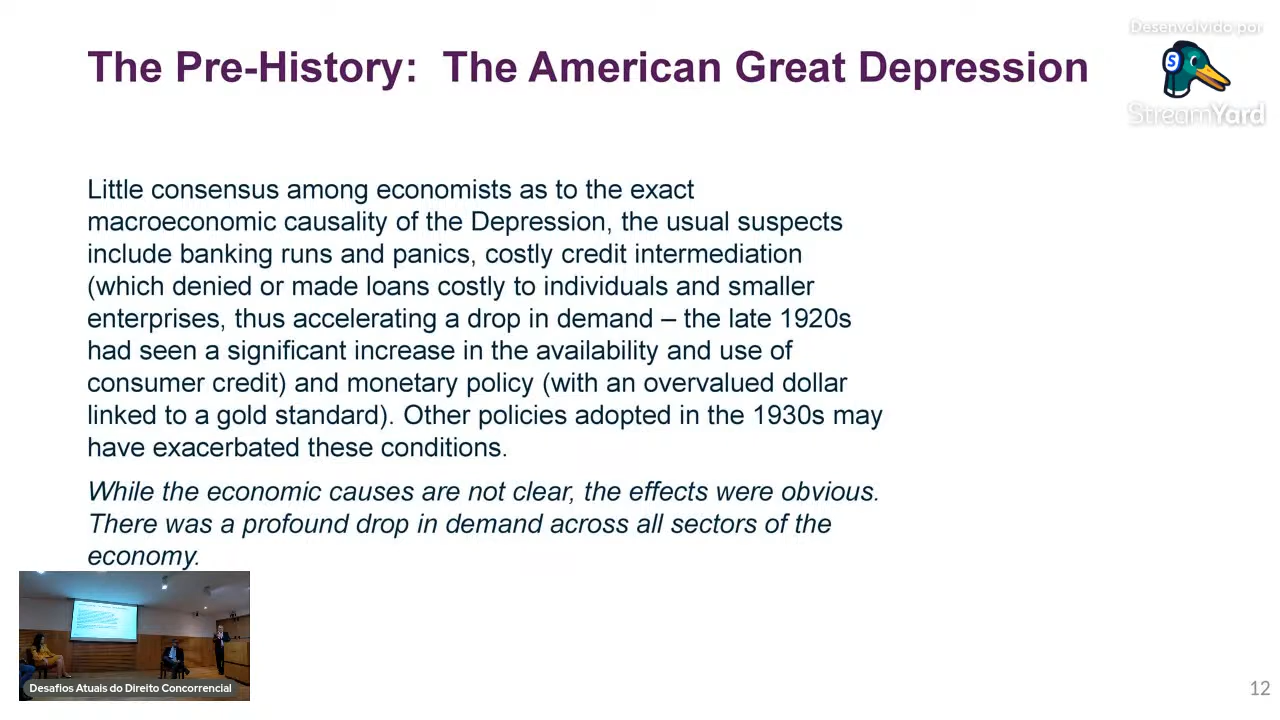 Desenvolvido por
The Pre-History: The American Great Depression
S
StreamYard
Little consensus among economists as to the exact
macroeconomic causality of the Depression, the usual suspects
include banking runs and panics, costly credit intermediation
(which denied or made loans costly to individuals and smaller
enterprises, thus accelerating a drop in demand – the late 1920s
had seen a significant increase in the availability and use of
consumer credit) and monetary policy (with an overvalued dollar
linked to a gold standard). Other policies adopted in the 1930s may
have exacerbated these conditions.
While the economic causes are not clear, the effects were obvious.
There was a profound drop in demand across all sectors of the
economy.
Desafios Atuais do Direito Concorrencial
12